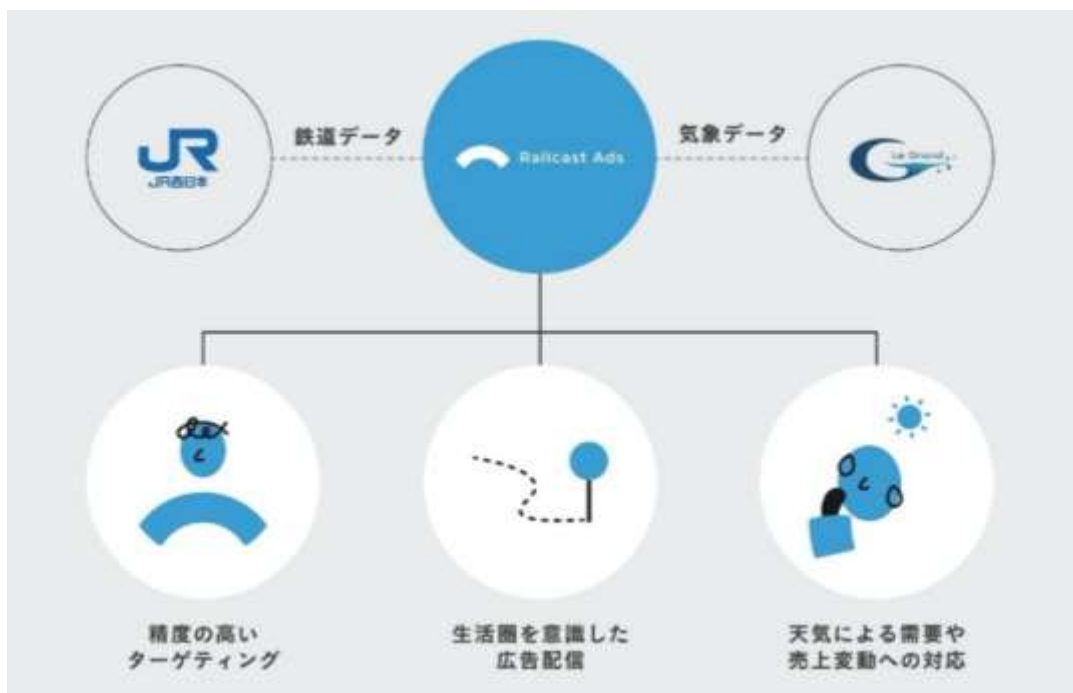 JR
JR西日本
鉄道データ
Railcast Ads
気象データ
Le Grand
精度の高い
ターゲティング
生活圏を意識した
広告配信
天気による需要や
売上変動への対応